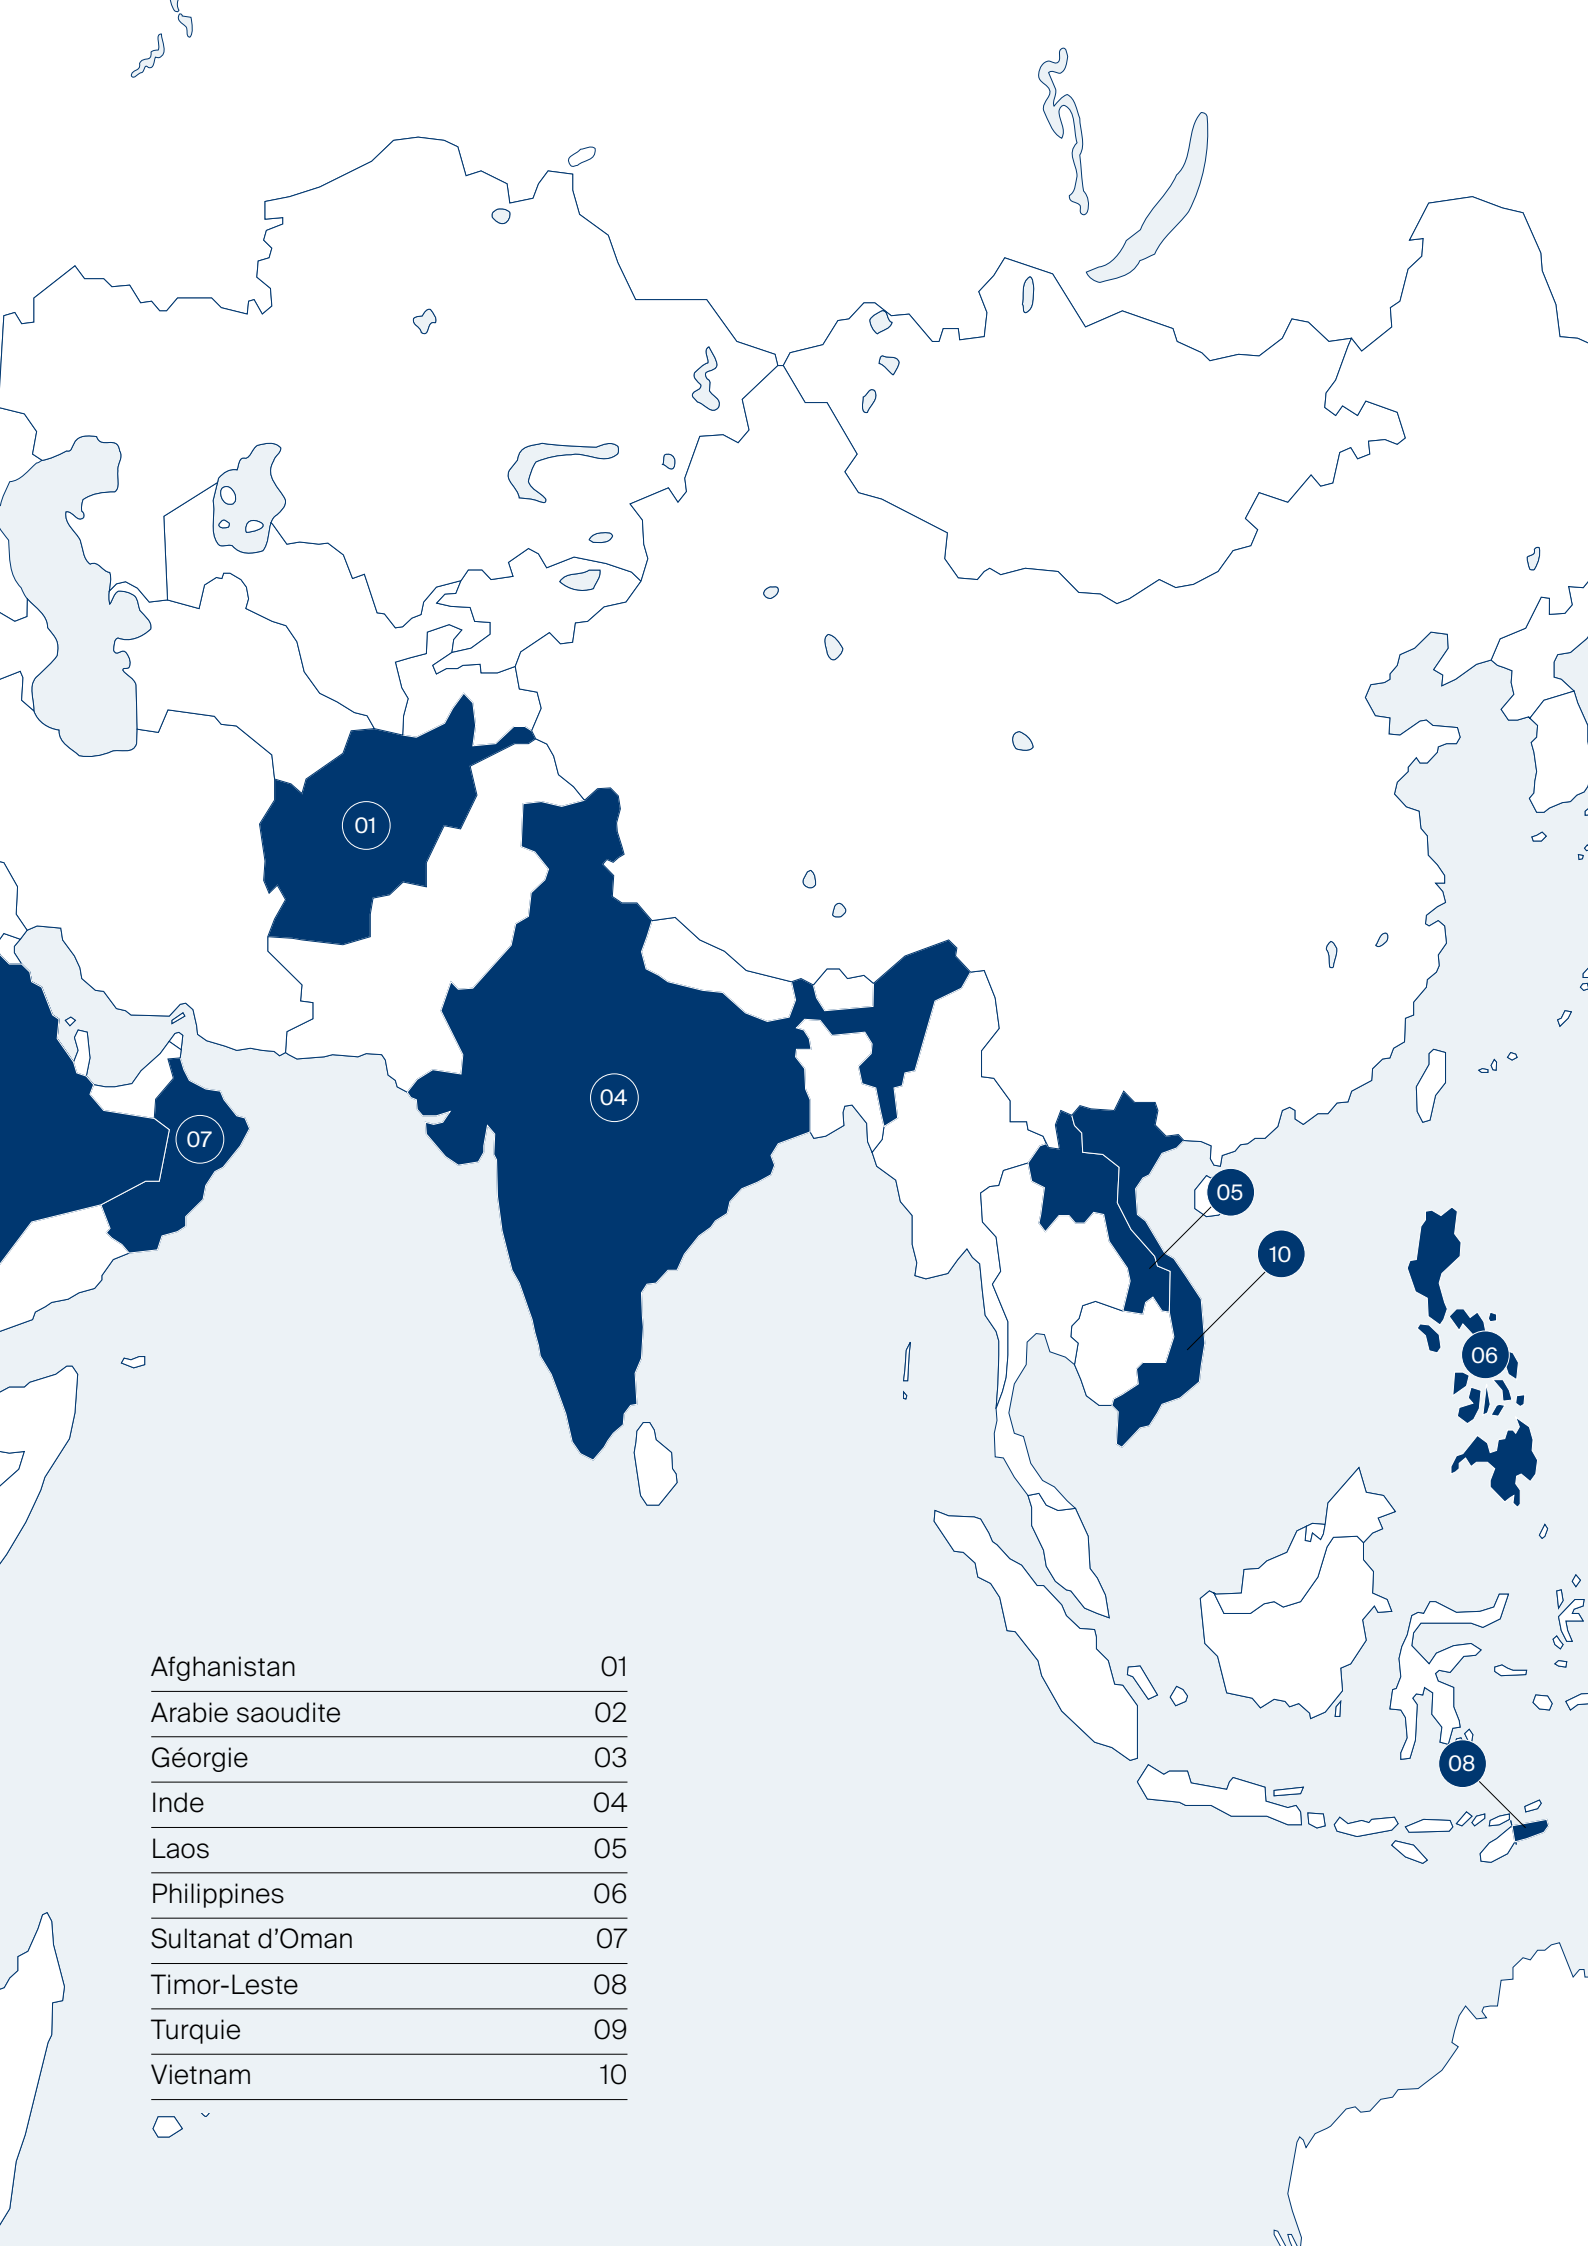 01
04
07
05
10
06
Afghanistan 01
Arabie saoudite 02
Géorgie 03
Inde 04
Laos 05
Philippines 06
Sultanat d’Oman 07
Timor-Leste 08
Turquie 09
Vietnam 10
08